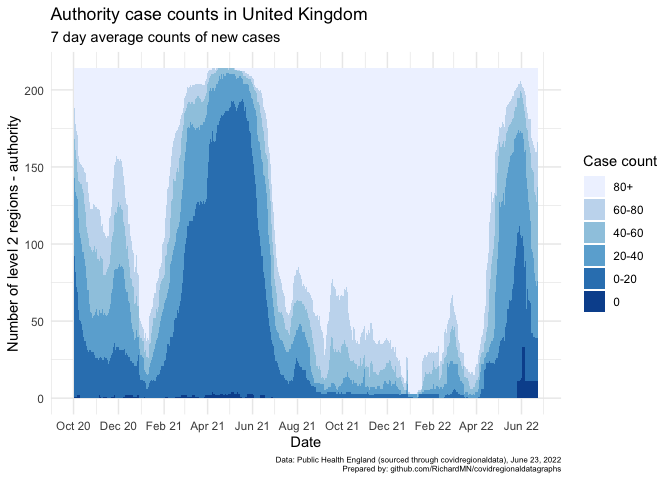 Authority case counts in United Kingdom
7 day average counts of new cases
Number of level 2 regions - authority
200
150
100
50
0
Oct 20 Dec 20 Feb 21 Apr 21 Jun 21 Aug 21 Oct 21 Dec 21 Feb 22 Apr 22 Jun 22
Date
Case count
80+
60-80
40-60
20-40
0-20
0
Data: Public Health England (sourced through covidregionaldata), June 23, 2022
Prepared by: github.com/RichardMN/covidregionaldatagraphs